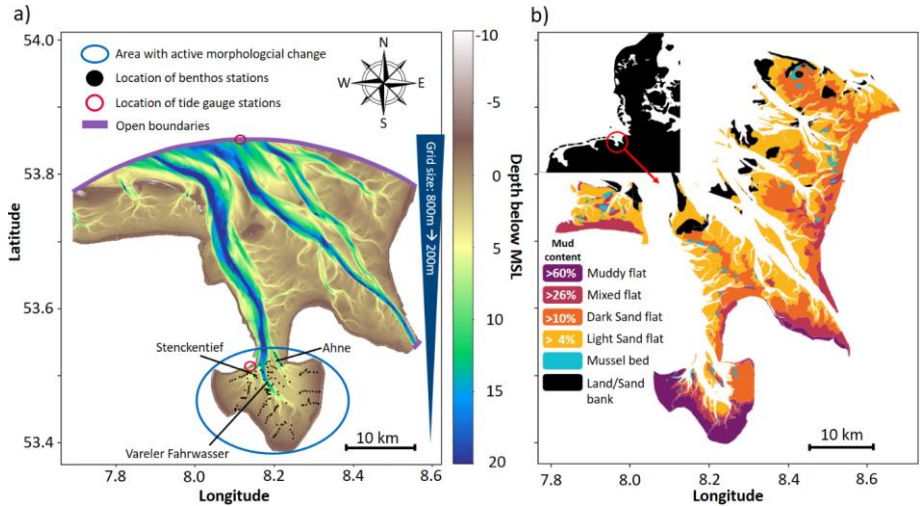 a)
54.0
53.8
53.6
53.4
Latitude
Area with active morphologcial change
Location of benthos stations
Location of tide gauge stations
Open boundaries
N
W E
S
Grid size: 800m → 200m
Stenckentief
Ahne
Vareler Fahrwasser
10 km
7.8 8.0 8.2 8.4 8.6
Longitude
-10
-5
0
5
10
15
20
Depth below MSL
b)
Mud
content
>60% Muddy flat
>26% Mixed flat
>10% Dark Sand flat
> 4% Light Sand flat
Mussel bed
Land/Sand
bank
10 km
7.8 8.0 8.2 8.4 8.6
Longitude